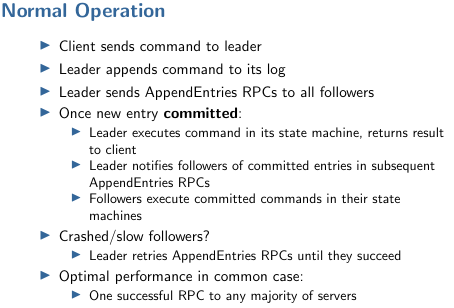 Normal Operation
Client sends command to leader
Leader appends command to its log
Leader sends AppendEntries RPCs to all followers
Once new entry committed:
Leader executes command in its state machine, returns result
to client
Leader notifies followers of committed entries in subsequent
AppendEntries RPCs
Followers execute committed commands in their state
machines
Crashed/slow followers?
Leader retries AppendEntries RPCs until they succeed
Optimal performance in common case:
One successful RPC to any majority of servers